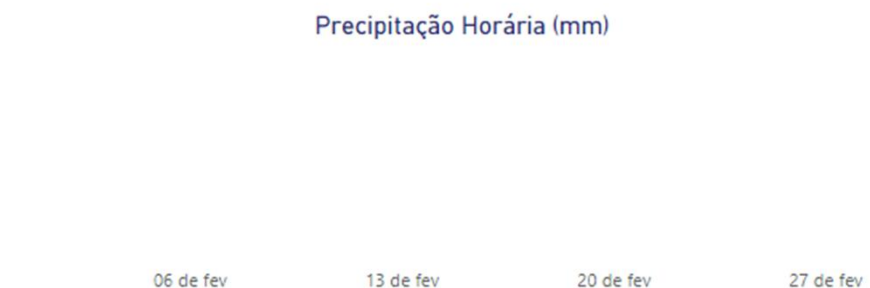 Precipitação Horária (mm)
06 de fev 13 de fev 20 de fev 27 de fev